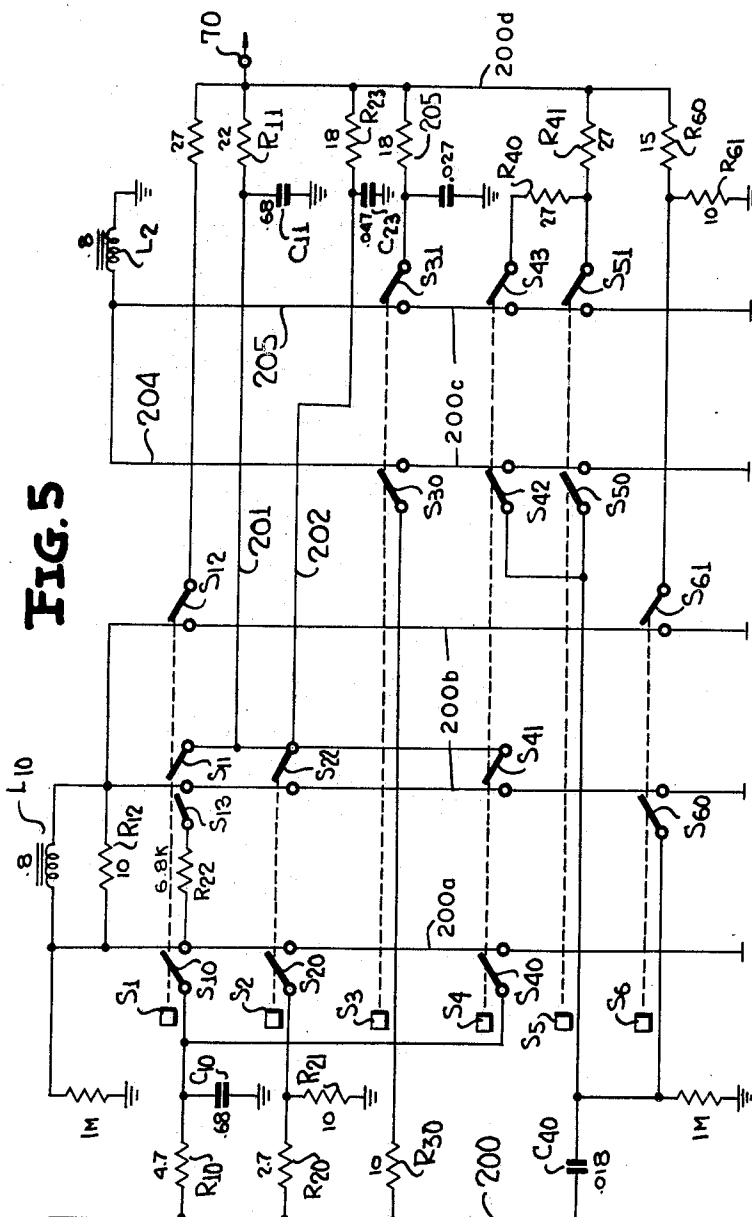 FIG. 5
70
200d
27
22
R11
.68
C11
18
R23
.047
C23
18
205
.027
R41
27
R40
27
15
R60
R61
10
.8
L2
204
205
200c
S31
S43
S51
S30
S42
S50
S12
201
202
S61
200b
L10
.8
10
R12
S11
S13
6.8K
R22
S22
S41
S60
200a
S1
S10
S2
S20
S3
S4
S40
S5
S6
1M
C10
.68
R21
10
4.7
R10
2.7
R20
10
R30
200
C40
.018
1M